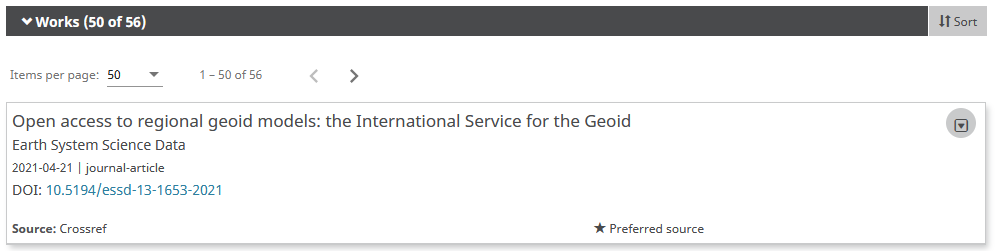 Works (50 of 56)
Sort
Items per page: 50
1 – 50 of 56
Open access to regional geoid models: the International Service for the Geoid
Earth System Science Data
2021-04-21 | journal-article
DOI: 10.5194/essd-13-1653-2021
Source: Crossref
Preferred source